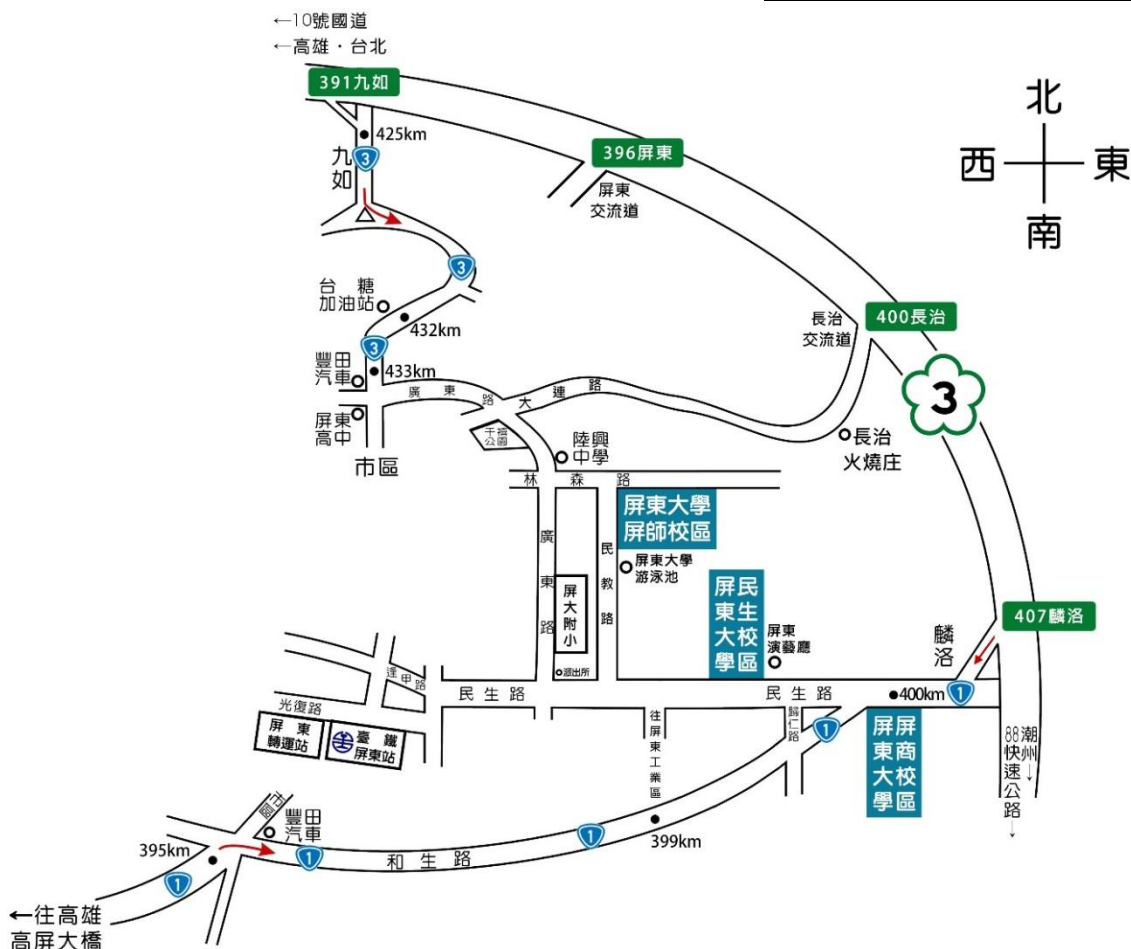 ←10號國道
←高雄・台北
391九如
425km
3
九如
北
西 東
南
396屏東
屏東
交流道
3
台糖
加油站
432km
3
433km
豐田
汽車
屏東
高中
市區
廣東路
大連路
千禧
公園
長治
交流道
400長治
3
長治
火燒庄
陸興
中學
林森路
廣東路
民教路
屏東大學
屏師校區
屏東大學
游泳池
屏大附小
派出所
屏東大學
民生校區
屏東
演藝廳
407麟洛
麟洛
1
400km
民生路
民生路
逢甲路
光復路
屏東
轉運站
臺鐵
屏東站
往屏東工業區
歸仁路
1
屏東大學
屏商校區
潮州↓
88快速公路↓
市區
豐田
汽車
395km
1
1
和生路
1
399km
←往高雄
高屏大橋